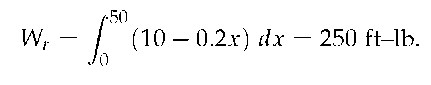 W_r = ∫_0^50 (10 – 0.2x) dx = 250 ft–lb.